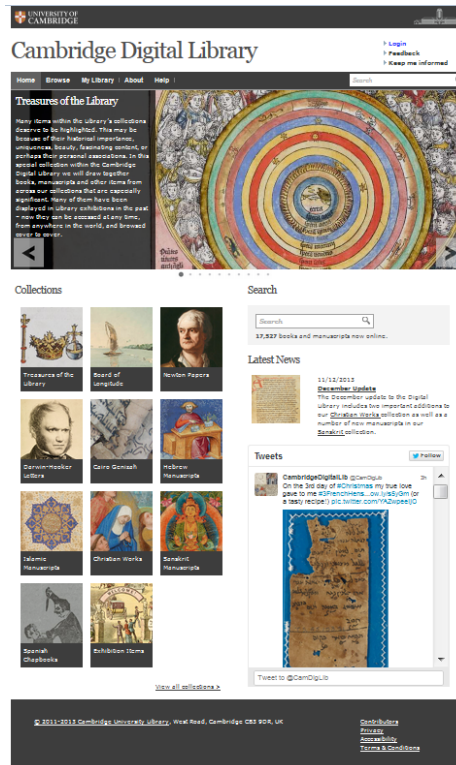 UNIVERSITY OF
CAMBRIDGE
Cambridge Digital Library
Login
Feedback
Keep me informed
Home Browse My Library About Help
Search
Treasures of the Library
Many items within the Library's collections
deserve to be highlighted. This may be
because of their historical importance,
uniqueness, beauty, fascinating content, or
perhaps their personal associations. In this
special collection within the Cambridge
Digital Library we will draw together
books, manuscripts and other items from
across our collections that are especially
significant. Many of them have been
displayed in Library exhibitions in the past
– now they can be accessed at any time,
from anywhere in the world, and browsed
cover to cover.
Collections
Treasures of the
Library
Board of
Longitude
Newton Papers
Darwin-Hooker
Letters
Cairo Genizah
Hebrew
Manuscripts
Islamic
Manuscripts
Christian Works
Sanskrit
Manuscripts
Spanish
Chapbooks
Exhibition Items
View all collections >
Search
Search
17,527 books and manuscripts now online.
Latest News
11/12/2013
December Update
The December update to the Digital
Library includes two important additions to
our Christian Works collection as well as a
number of new manuscripts in our
Sanskrit collection.
Tweets
Follow
CambridgeDigitalLib @CamDigLib
On the 3rd day of #Christmas my true love
gave to me #3FrenchHens... (or
a tasty recipe!)
Tweet to @CamDigLib
© 2011-2013 Cambridge University Library, West Road, Cambridge CB3 9DR, UK
Contributors
Privacy
Accessibility
Terms & Conditions